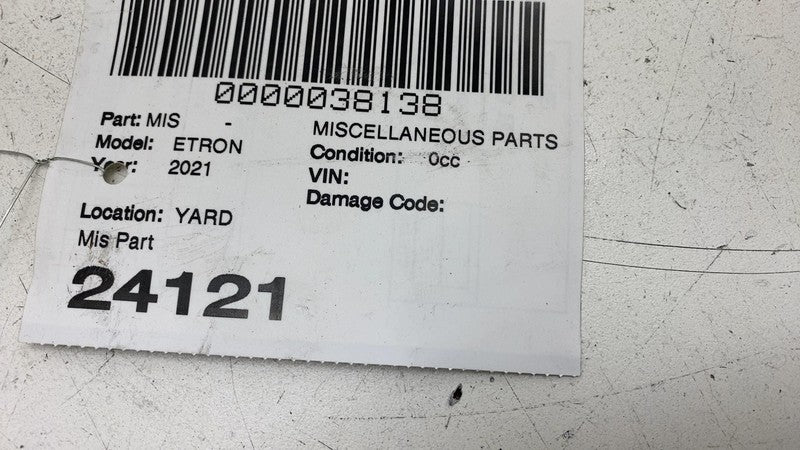 0000038138
Part: MIS - MISCELLANEOUS PARTS
Model: ETRON Condition: 0cc
Year: 2021 VIN:
Damage Code:
Location: YARD
Mis Part
24121